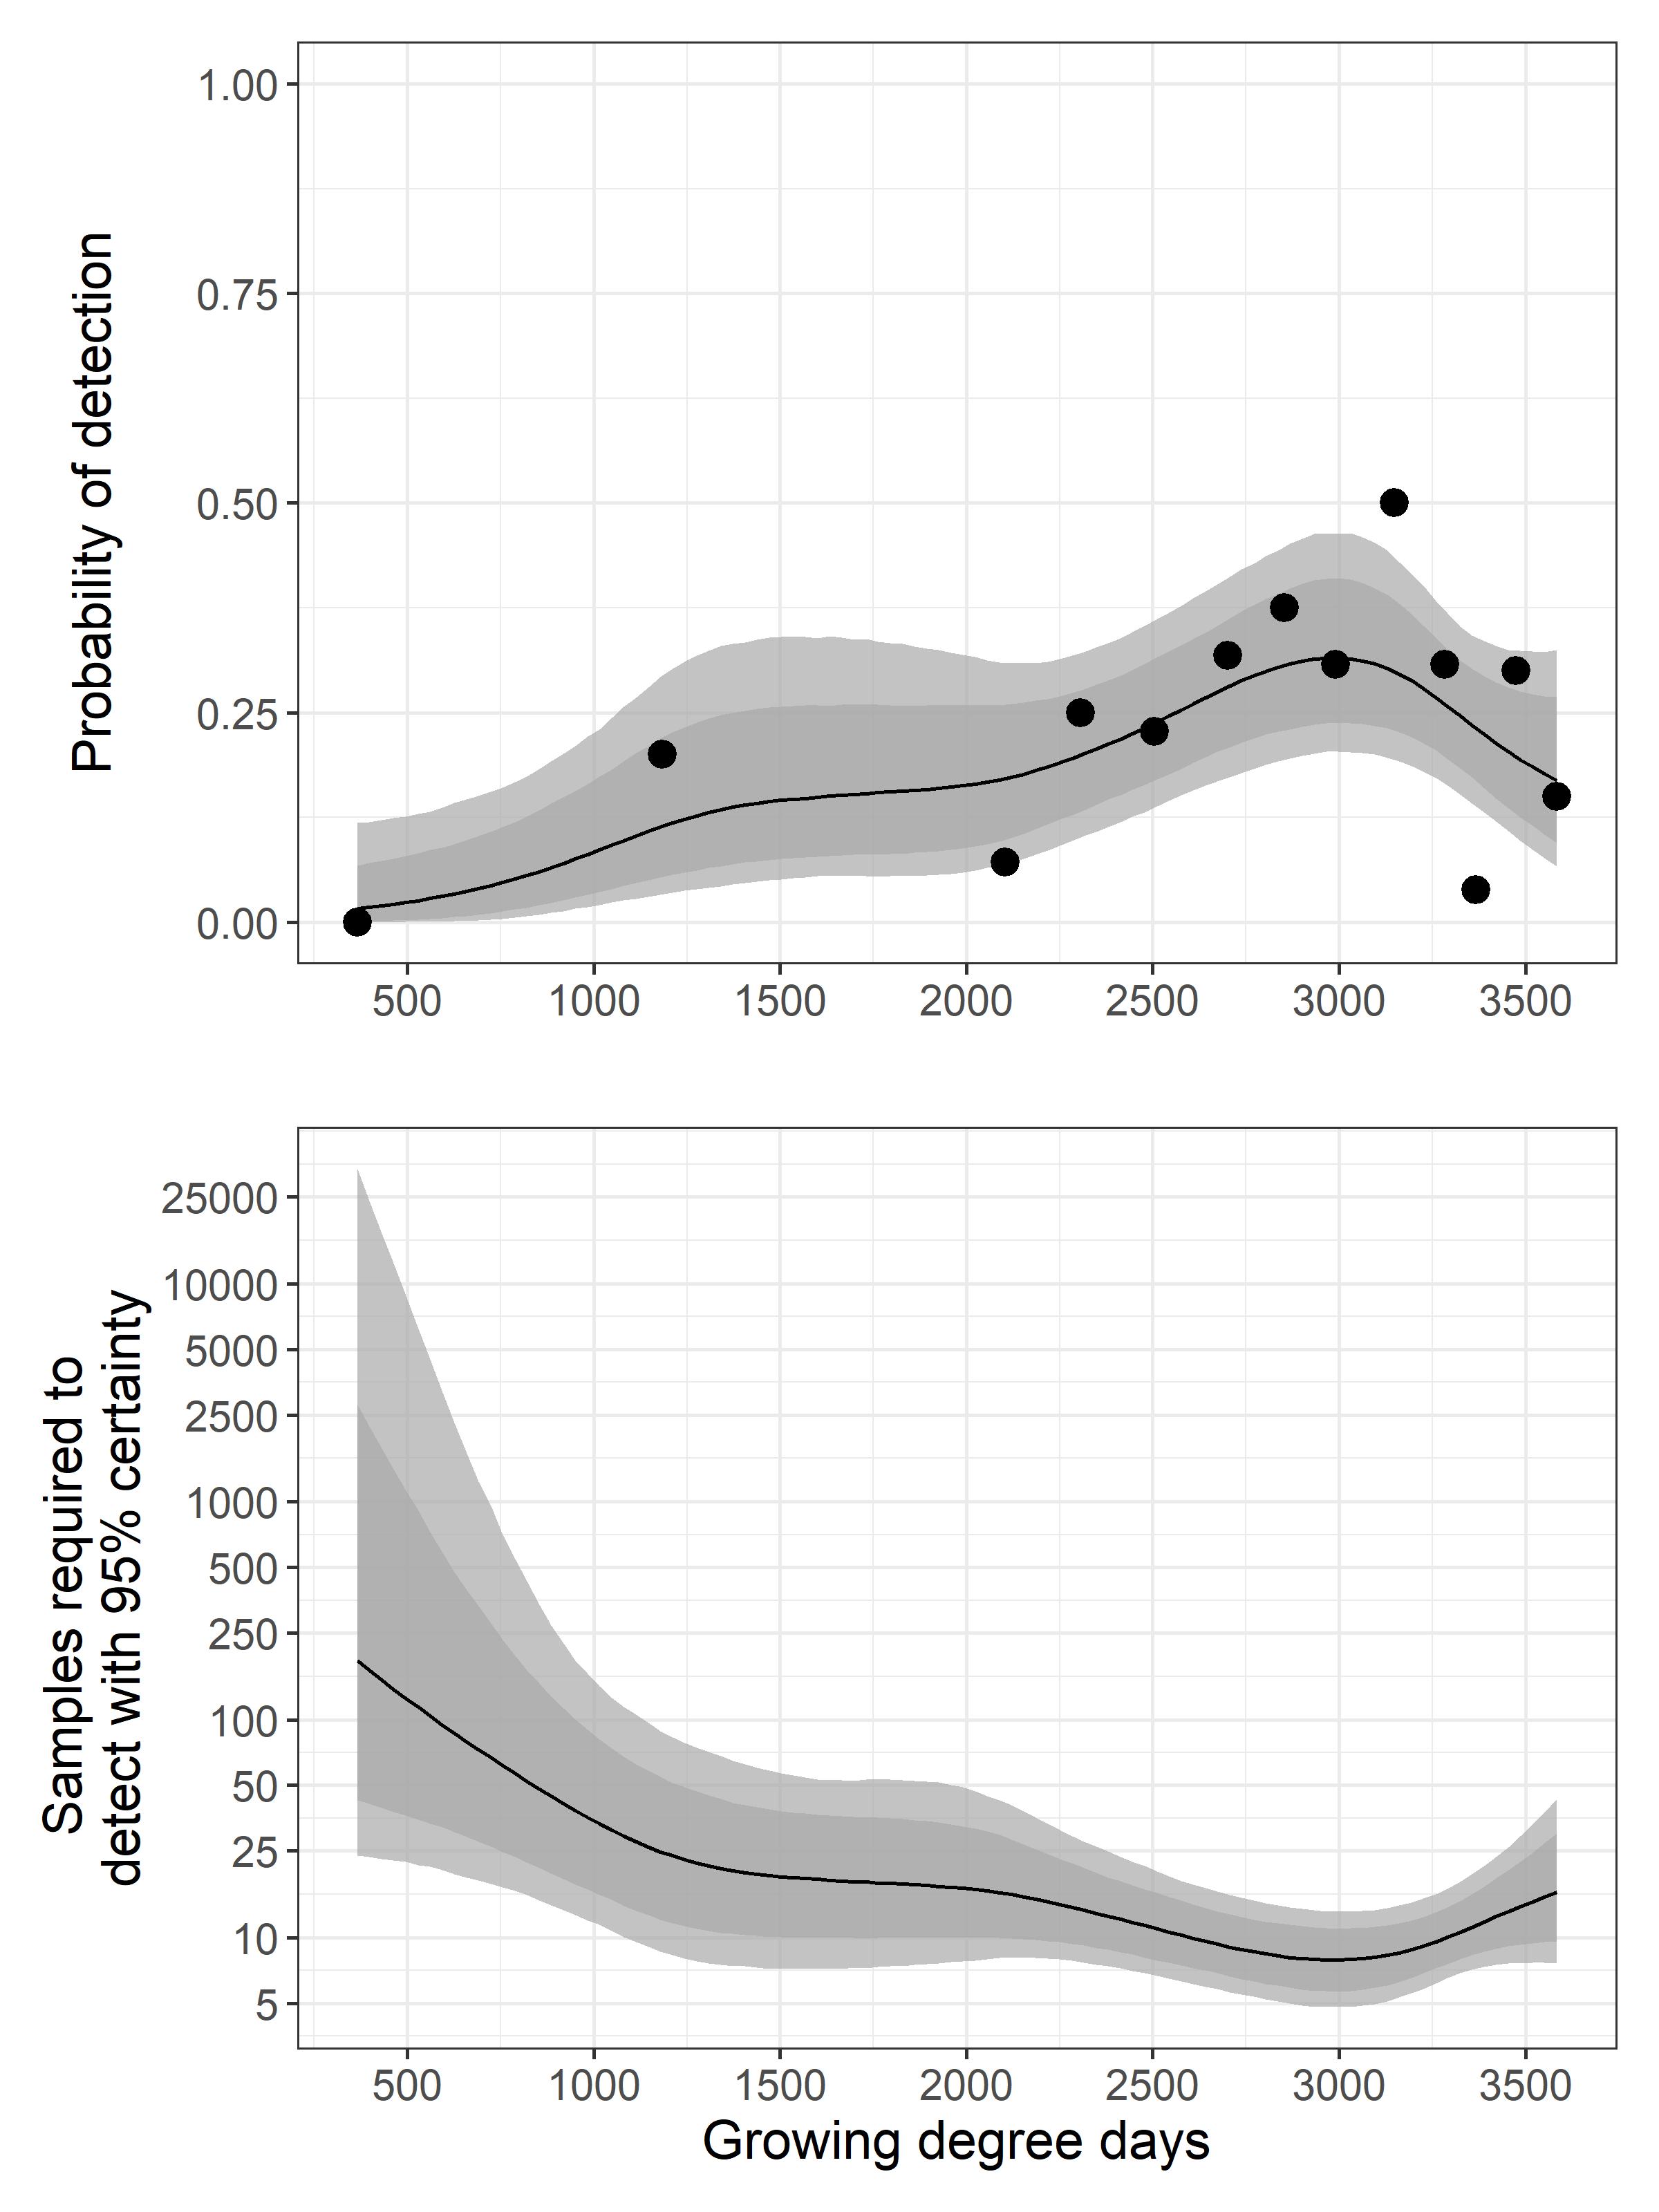 Probability of detection
1.00
0.75
0.50
0.25
0.00
500 1000 1500 2000 2500 3000 3500
Samples required to
detect with 95% certainty
25000
10000
5000
2500
1000
500
250
100
50
25
10
5
500 1000 1500 2000 2500 3000 3500
Growing degree days